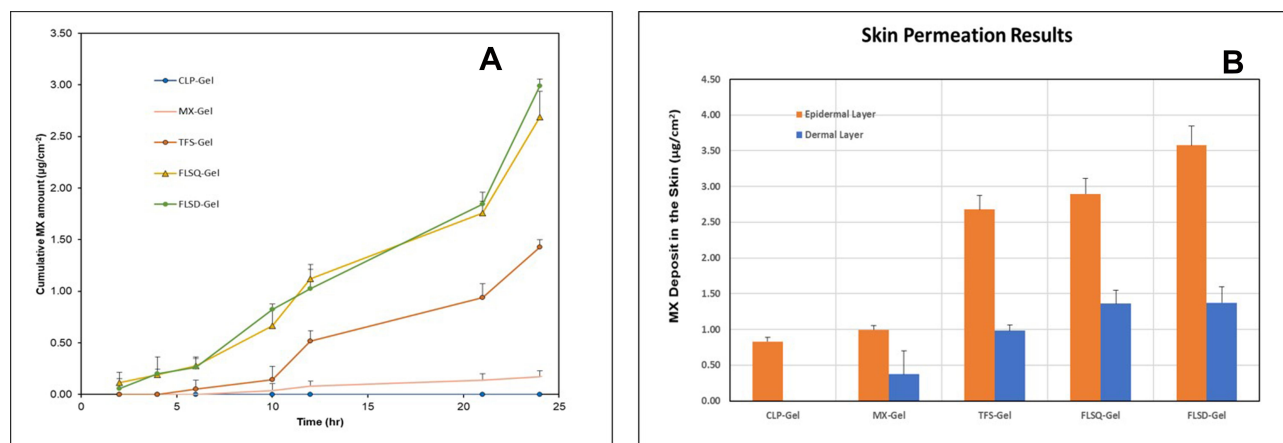 A
3.50
3.00
2.50
2.00
1.50
1.00
0.50
0.00
0
5
10
15
20
25
Cumulative MX amount (µg/cm⁻²)
Time (hr)
CLP-Gel
MX-Gel
TFS-Gel
FLSQ-Gel
FLSD-Gel
Skin Permeation Results
B
4.50
4.00
3.50
3.00
2.50
2.00
1.50
1.00
0.50
0.00
MX Deposit in the Skin (µg/cm²)
Epidermal Layer
Dermal Layer
CLP-Gel
MX-Gel
TFS-Gel
FLSQ-Gel
FLSD-Gel